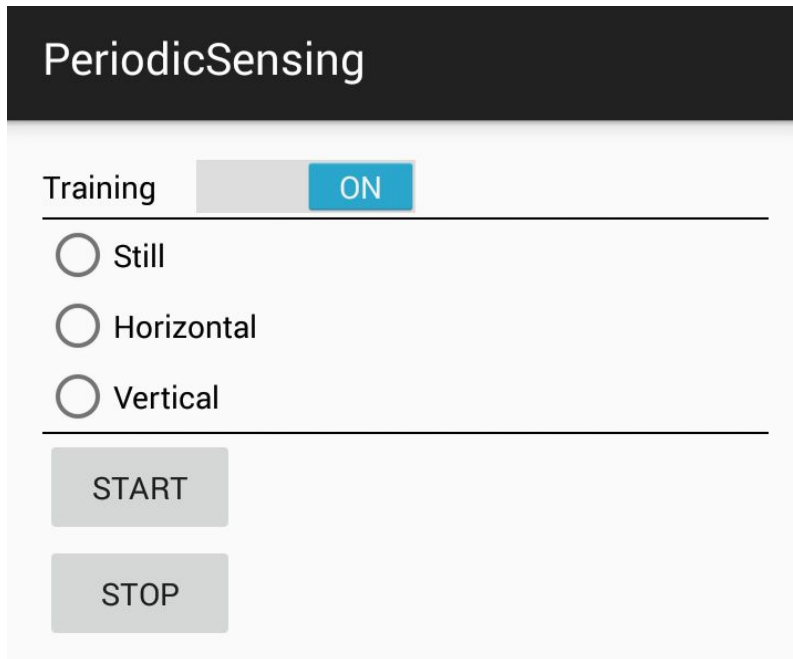 PeriodicSensing
Training ON
Still
Horizontal
Vertical
START
STOP